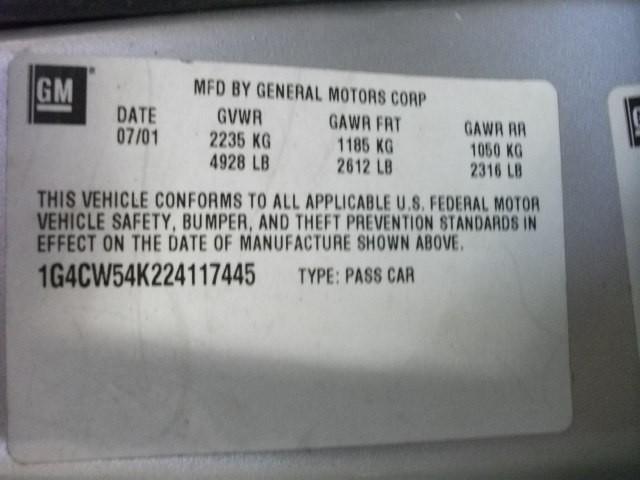 GM
MFD BY GENERAL MOTORS CORP
DATE GVWR GAWR FRT GAWR RR
07/01 2235 KG 1185 KG 1050 KG
4928 LB 2612 LB 2316 LB
THIS VEHICLE CONFORMS TO ALL APPLICABLE U.S. FEDERAL MOTOR
VEHICLE SAFETY, BUMPER, AND THEFT PREVENTION STANDARDS IN
EFFECT ON THE DATE OF MANUFACTURE SHOWN ABOVE.
1G4CW54K224117445 TYPE: PASS CAR